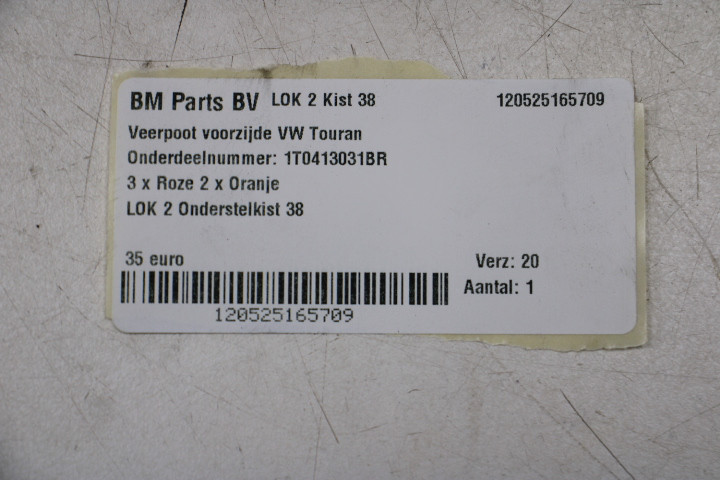 BM Parts BV LOK 2 Kist 38 120525165709
Veerpoot voorzijde VW Touran
Onderdeelnummer: 1T0413031BR
3 x Roze 2 x Oranje
LOK 2 Onderstelkist 38
35 euro Verz: 20
Aantal: 1
120525165709